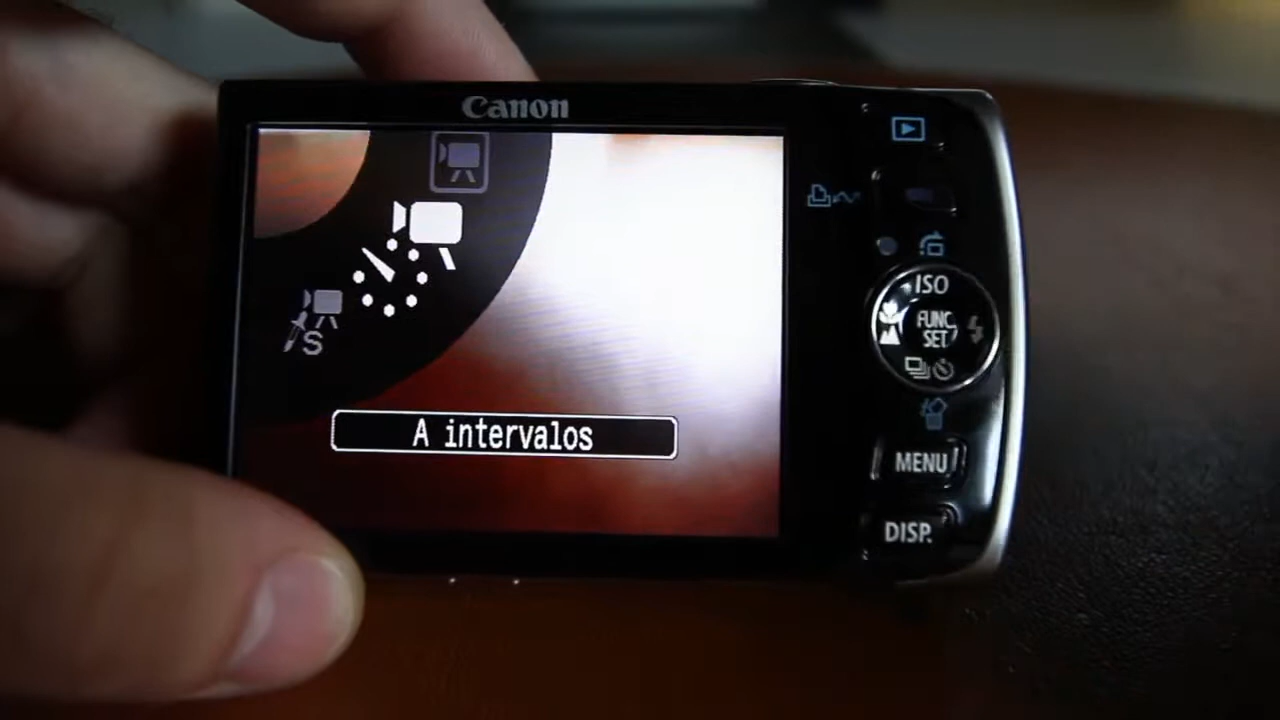 Canon
S
A intervalos
ISO
FUNC.
SET
MENU
DISP.